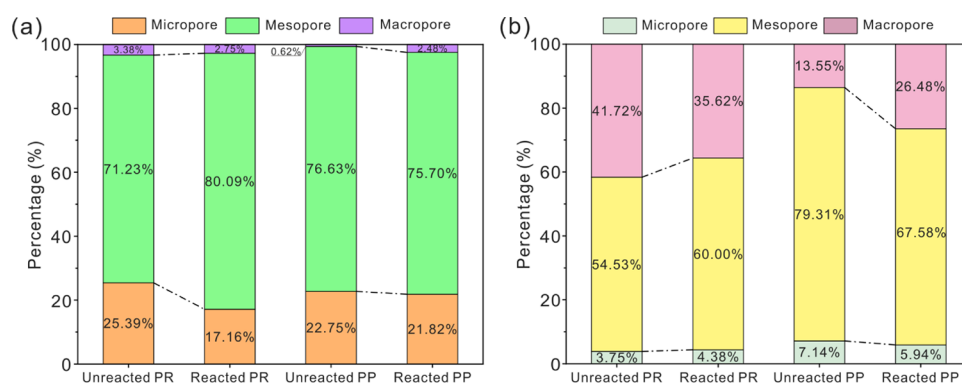 (a)
Micropore Mesopore Macropore
Percentage (%)
100
80
60
40
20
0
3.38% 2.75% 0.62% 2.48%
71.23% 80.09% 76.63% 75.70%
25.39% 17.16% 22.75% 21.82%
Unreacted PR Reacted PR Unreacted PP Reacted PP
(b)
Micropore Mesopore Macropore
Percentage (%)
100
80
60
40
20
0
41.72% 35.62% 13.55% 26.48%
54.53% 60.00% 79.31% 67.58%
3.75% 4.38% 7.14% 5.94%
Unreacted PR Reacted PR Unreacted PP Reacted PP